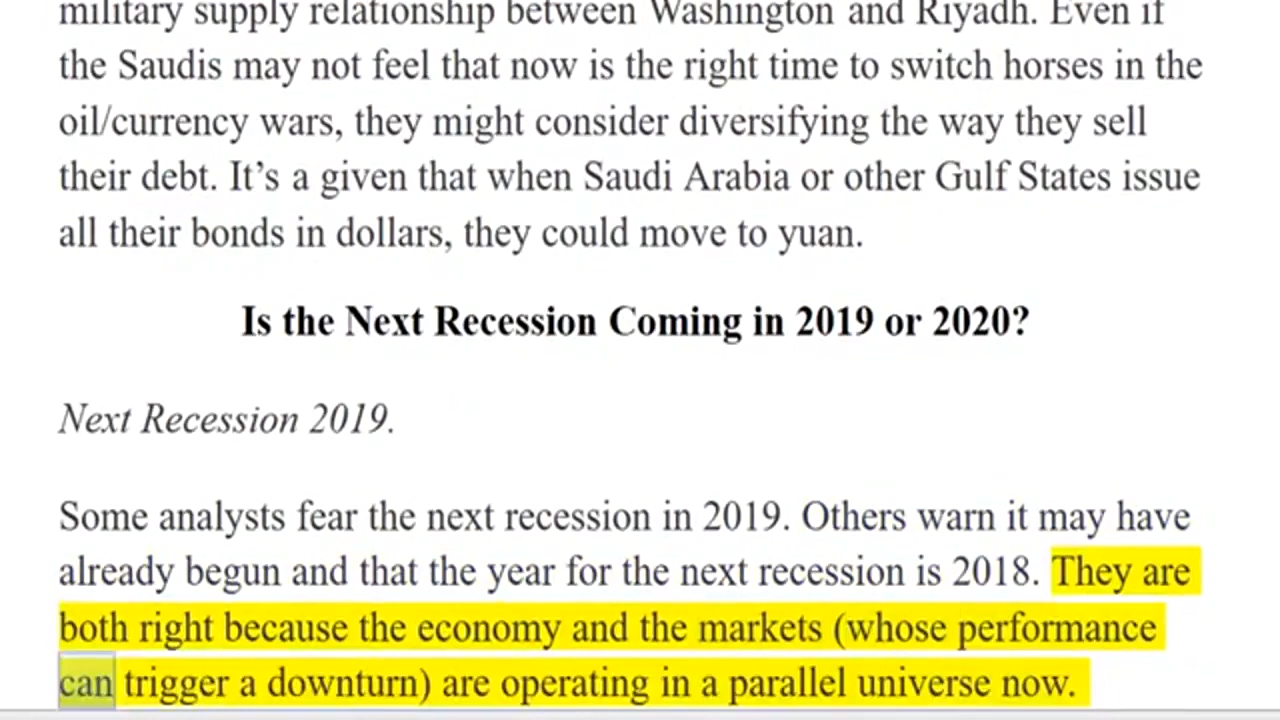 military supply relationship between Washington and Riyadh. Even if
the Saudis may not feel that now is the right time to switch horses in the
oil/currency wars, they might consider diversifying the way they sell
their debt. It’s a given that when Saudi Arabia or other Gulf States issue
all their bonds in dollars, they could move to yuan.
Is the Next Recession Coming in 2019 or 2020?
Next Recession 2019.
Some analysts fear the next recession in 2019. Others warn it may have
already begun and that the year for the next recession is 2018. They are
both right because the economy and the markets (whose performance
can trigger a downturn) are operating in a parallel universe now.